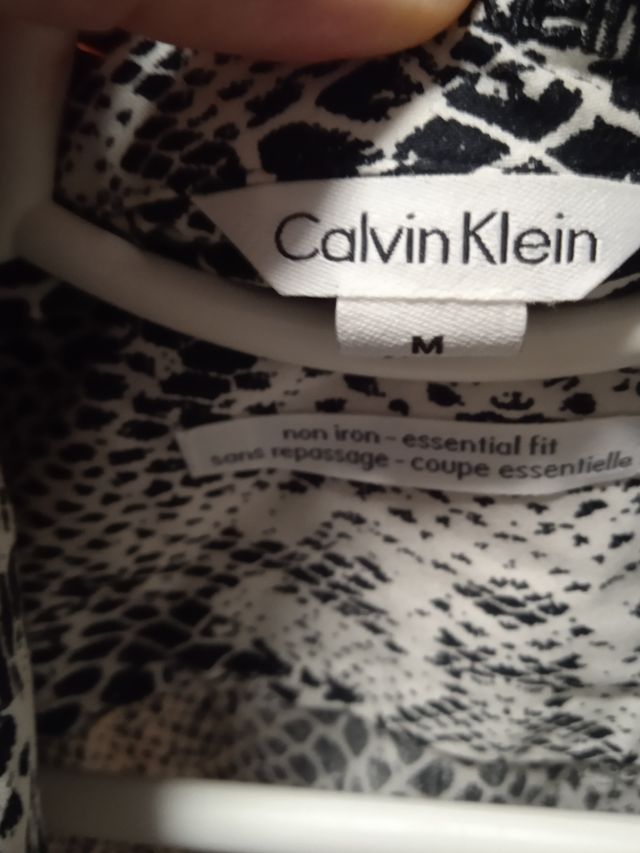 Calvin Klein
M
non iron - essential fit
sans repassage - coupe essentielle